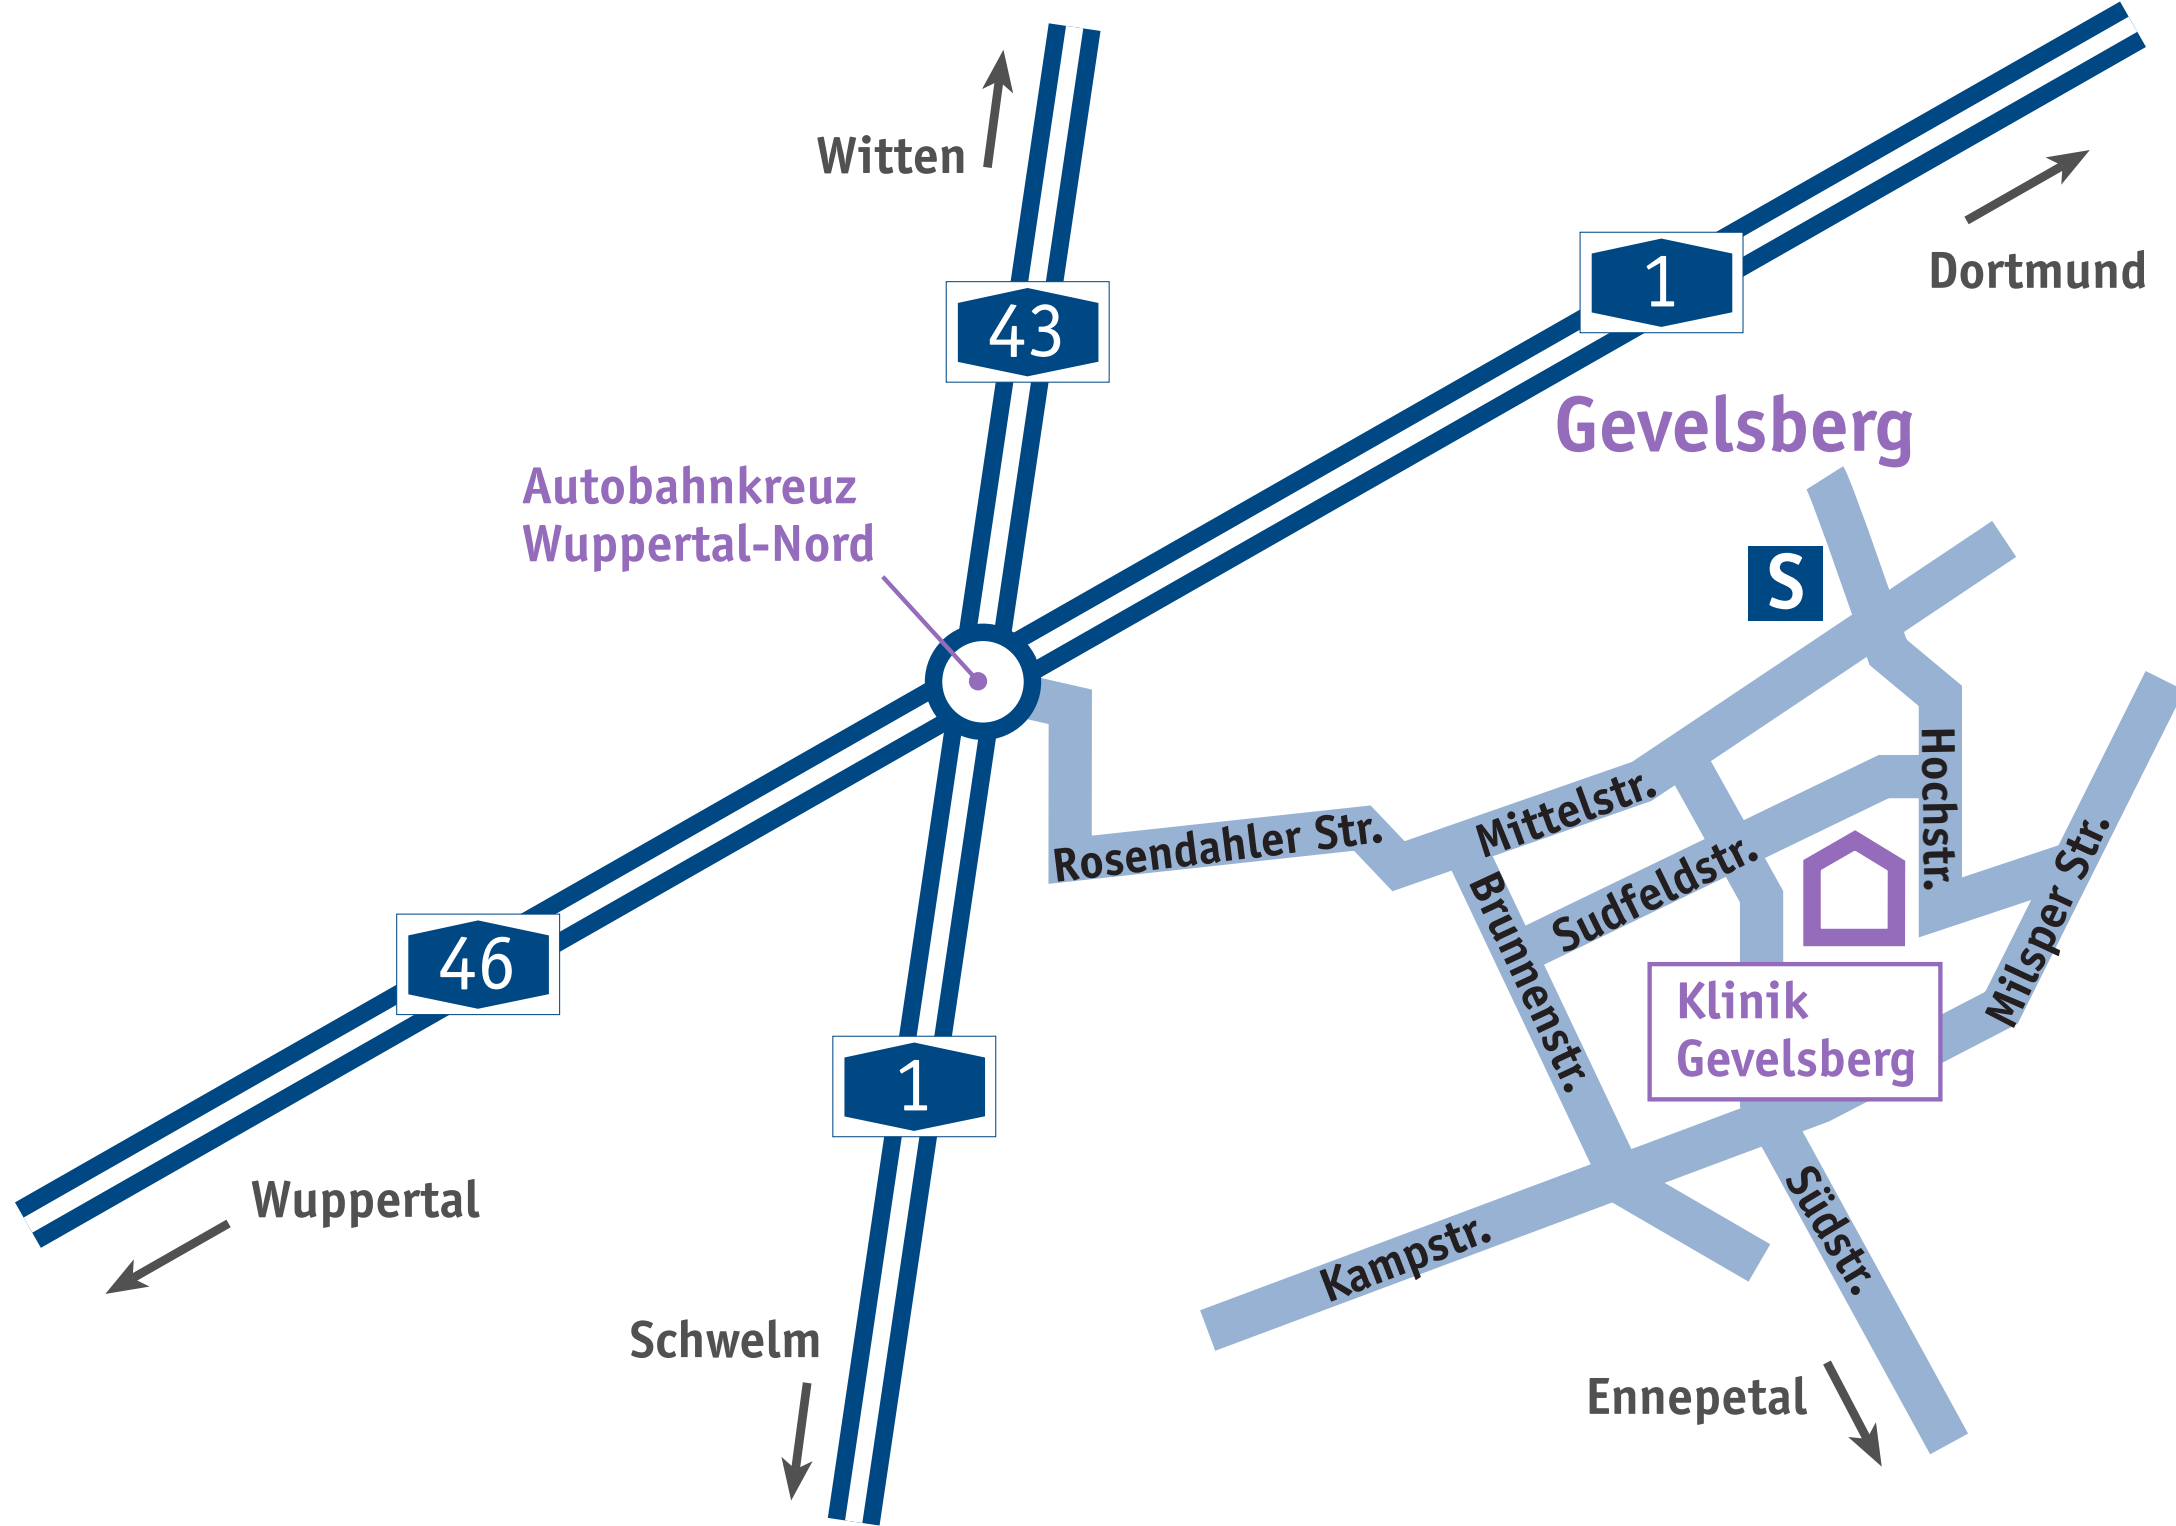 Witten
Dortmund
1
43
Gevelsberg
Autobahnkreuz
Wuppertal-Nord
S
Hochstr.
Mittelstr.
Rosendahler Str.
Sudfeldstr.
Milsper Str.
Brunnenstr.
46
Klinik
Gevelsberg
1
Wuppertal
Südstr.
Kampstr.
Schwelm
Ennepetal